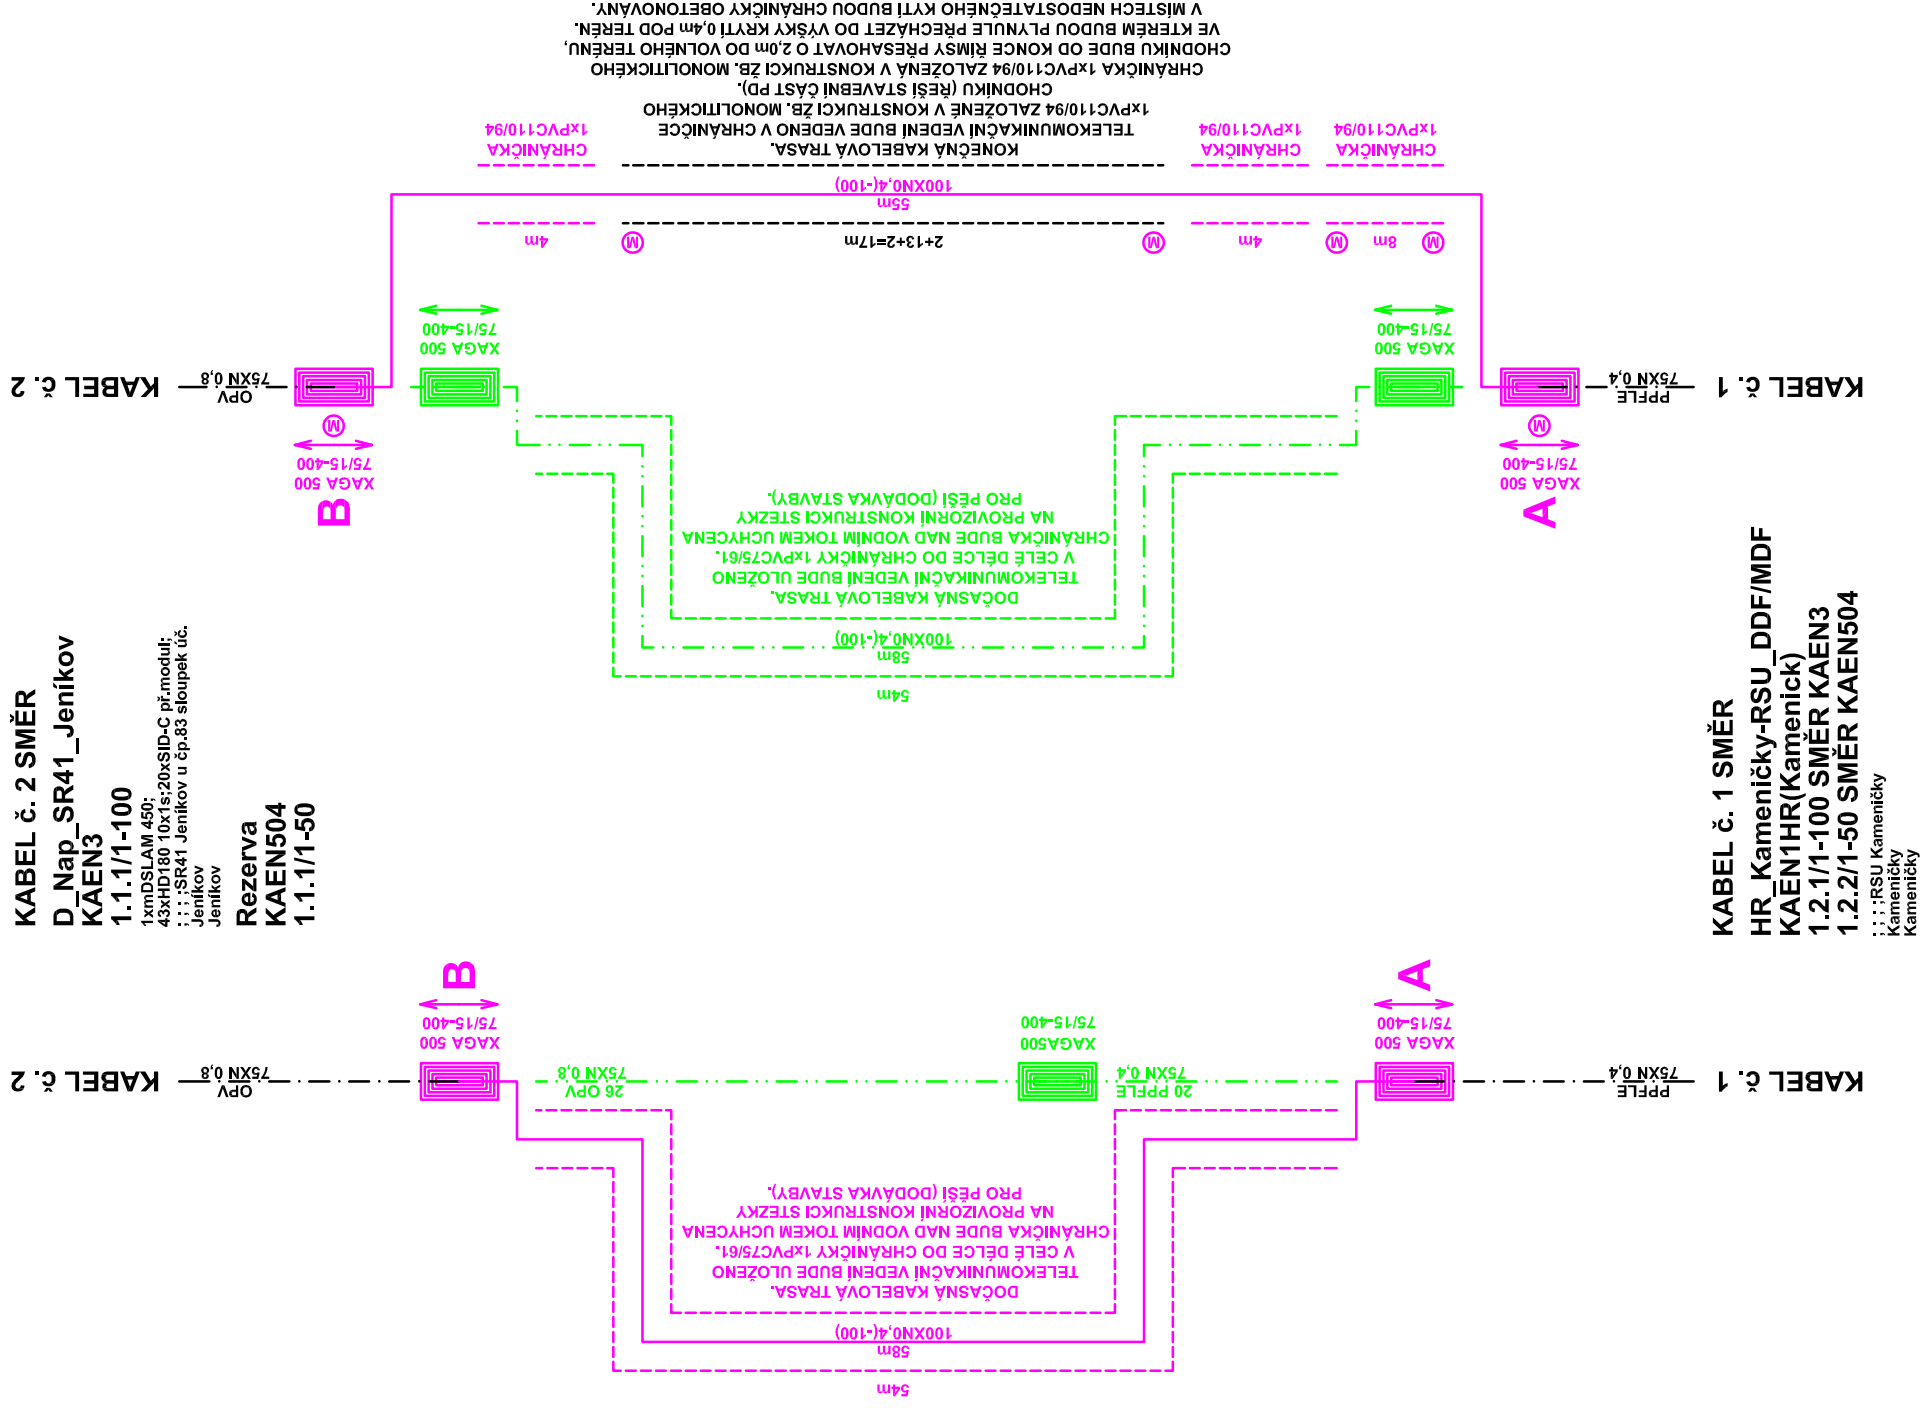 54m
58m
100XN0,4(-100)
DOČASNÁ KABELOVÁ TRASA.
TELEKOMUNIKAČNÍ VEDENÍ BUDE ULOŽENO
V CELÉ DÉLCE DO CHRÁNIČKY 1xPVC75/61.
CHRÁNIČKA BUDE NAD VODNÍM TOKEM UCHYCENA
NA PROVIZORNÍ KONSTRUKCI STEZKY
PRO PĚŠÍ (DODÁVKA STAVBY).
KABEL č. 1
PPFLE
75XN 0,4
20 PPFLE
75XN 0,4
26 OPV
75XN 0,8
OPV
75XN 0,8
KABEL č. 2
XAGA 500
75/15-400
A
XAGA500
75/15-400
XAGA 500
75/15-400
B
KABEL č. 1 SMĚR
HR_Kameničky-RSU_DDF/MDF
KAEN1HR(Kamenick)
1.2.1/1-100 SMĚR KAEN3
1.2.2/1-50 SMĚR KAEN504
; ; ; ;RSU Kameničky
Kameničky
Kameničky
KABEL č. 2 SMĚR
D_Nap_SR41_Jeníkov
KAEN3
1.1.1/1-100
1xmDSLAM 450;
43xHD180 10x1s;20xSID-C př.modul;
; ; ; ;SR41 Jeníkov u čp.83 sloupek úč.
Jeníkov
Jeníkov
Rezerva
KAEN504
1.1.1/1-50
54m
58m
100XN0,4(-100)
DOČASNÁ KABELOVÁ TRASA.
TELEKOMUNIKAČNÍ VEDENÍ BUDE ULOŽENO
V CELÉ DÉLCE DO CHRÁNIČKY 1xPVC75/61.
CHRÁNIČKA BUDE NAD VODNÍM TOKEM UCHYCENA
NA PROVIZORNÍ KONSTRUKCI STEZKY
PRO PĚŠÍ (DODÁVKA STAVBY).
A
XAGA 500
75/15-400
M
B
XAGA 500
75/15-400
M
KABEL č. 1
PPFLE
75XN 0,4
OPV
75XN 0,8
KABEL č. 2
XAGA 500
75/15-400
XAGA 500
75/15-400
M
8m
M
4m
M
2+13+2=17m
M
4m
55m
100XN0,4(-100)
CHRÁNIČKA
1xPVC110/94
CHRÁNIČKA
1xPVC110/94
CHRÁNIČKA
1xPVC110/94
KONEČNÁ KABELOVÁ TRASA.
TELEKOMUNIKAČNÍ VEDENÍ BUDE VEDENO V CHRÁNIČCE
1xPVC110/94 ZALOŽENÉ V KONSTRUKCI ŽB. MONOLITICKÉHO
CHODNÍKU (ŘEŠÍ STAVEBNÍ ČÁST PD).
CHRÁNIČKA 1xPVC110/94 ZALOŽENÁ V KONSTRUKCI ŽB. MONOLITICKÉHO
CHODNÍKU BUDE OD KONCE ŘÍMSY PŘESAHOVAT O 2,0m DO VOLNÉHO TERÉNU,
VE KTERÉM BUDOU PLYNULE PŘECHÁZET DO VÝŠKY KRYTÍ 0,4m POD TERÉN.
V MÍSTECH NEDOSTATEČNÉHO KYTÍ BUDOU CHRÁNIČKY OBETONOVÁNY.